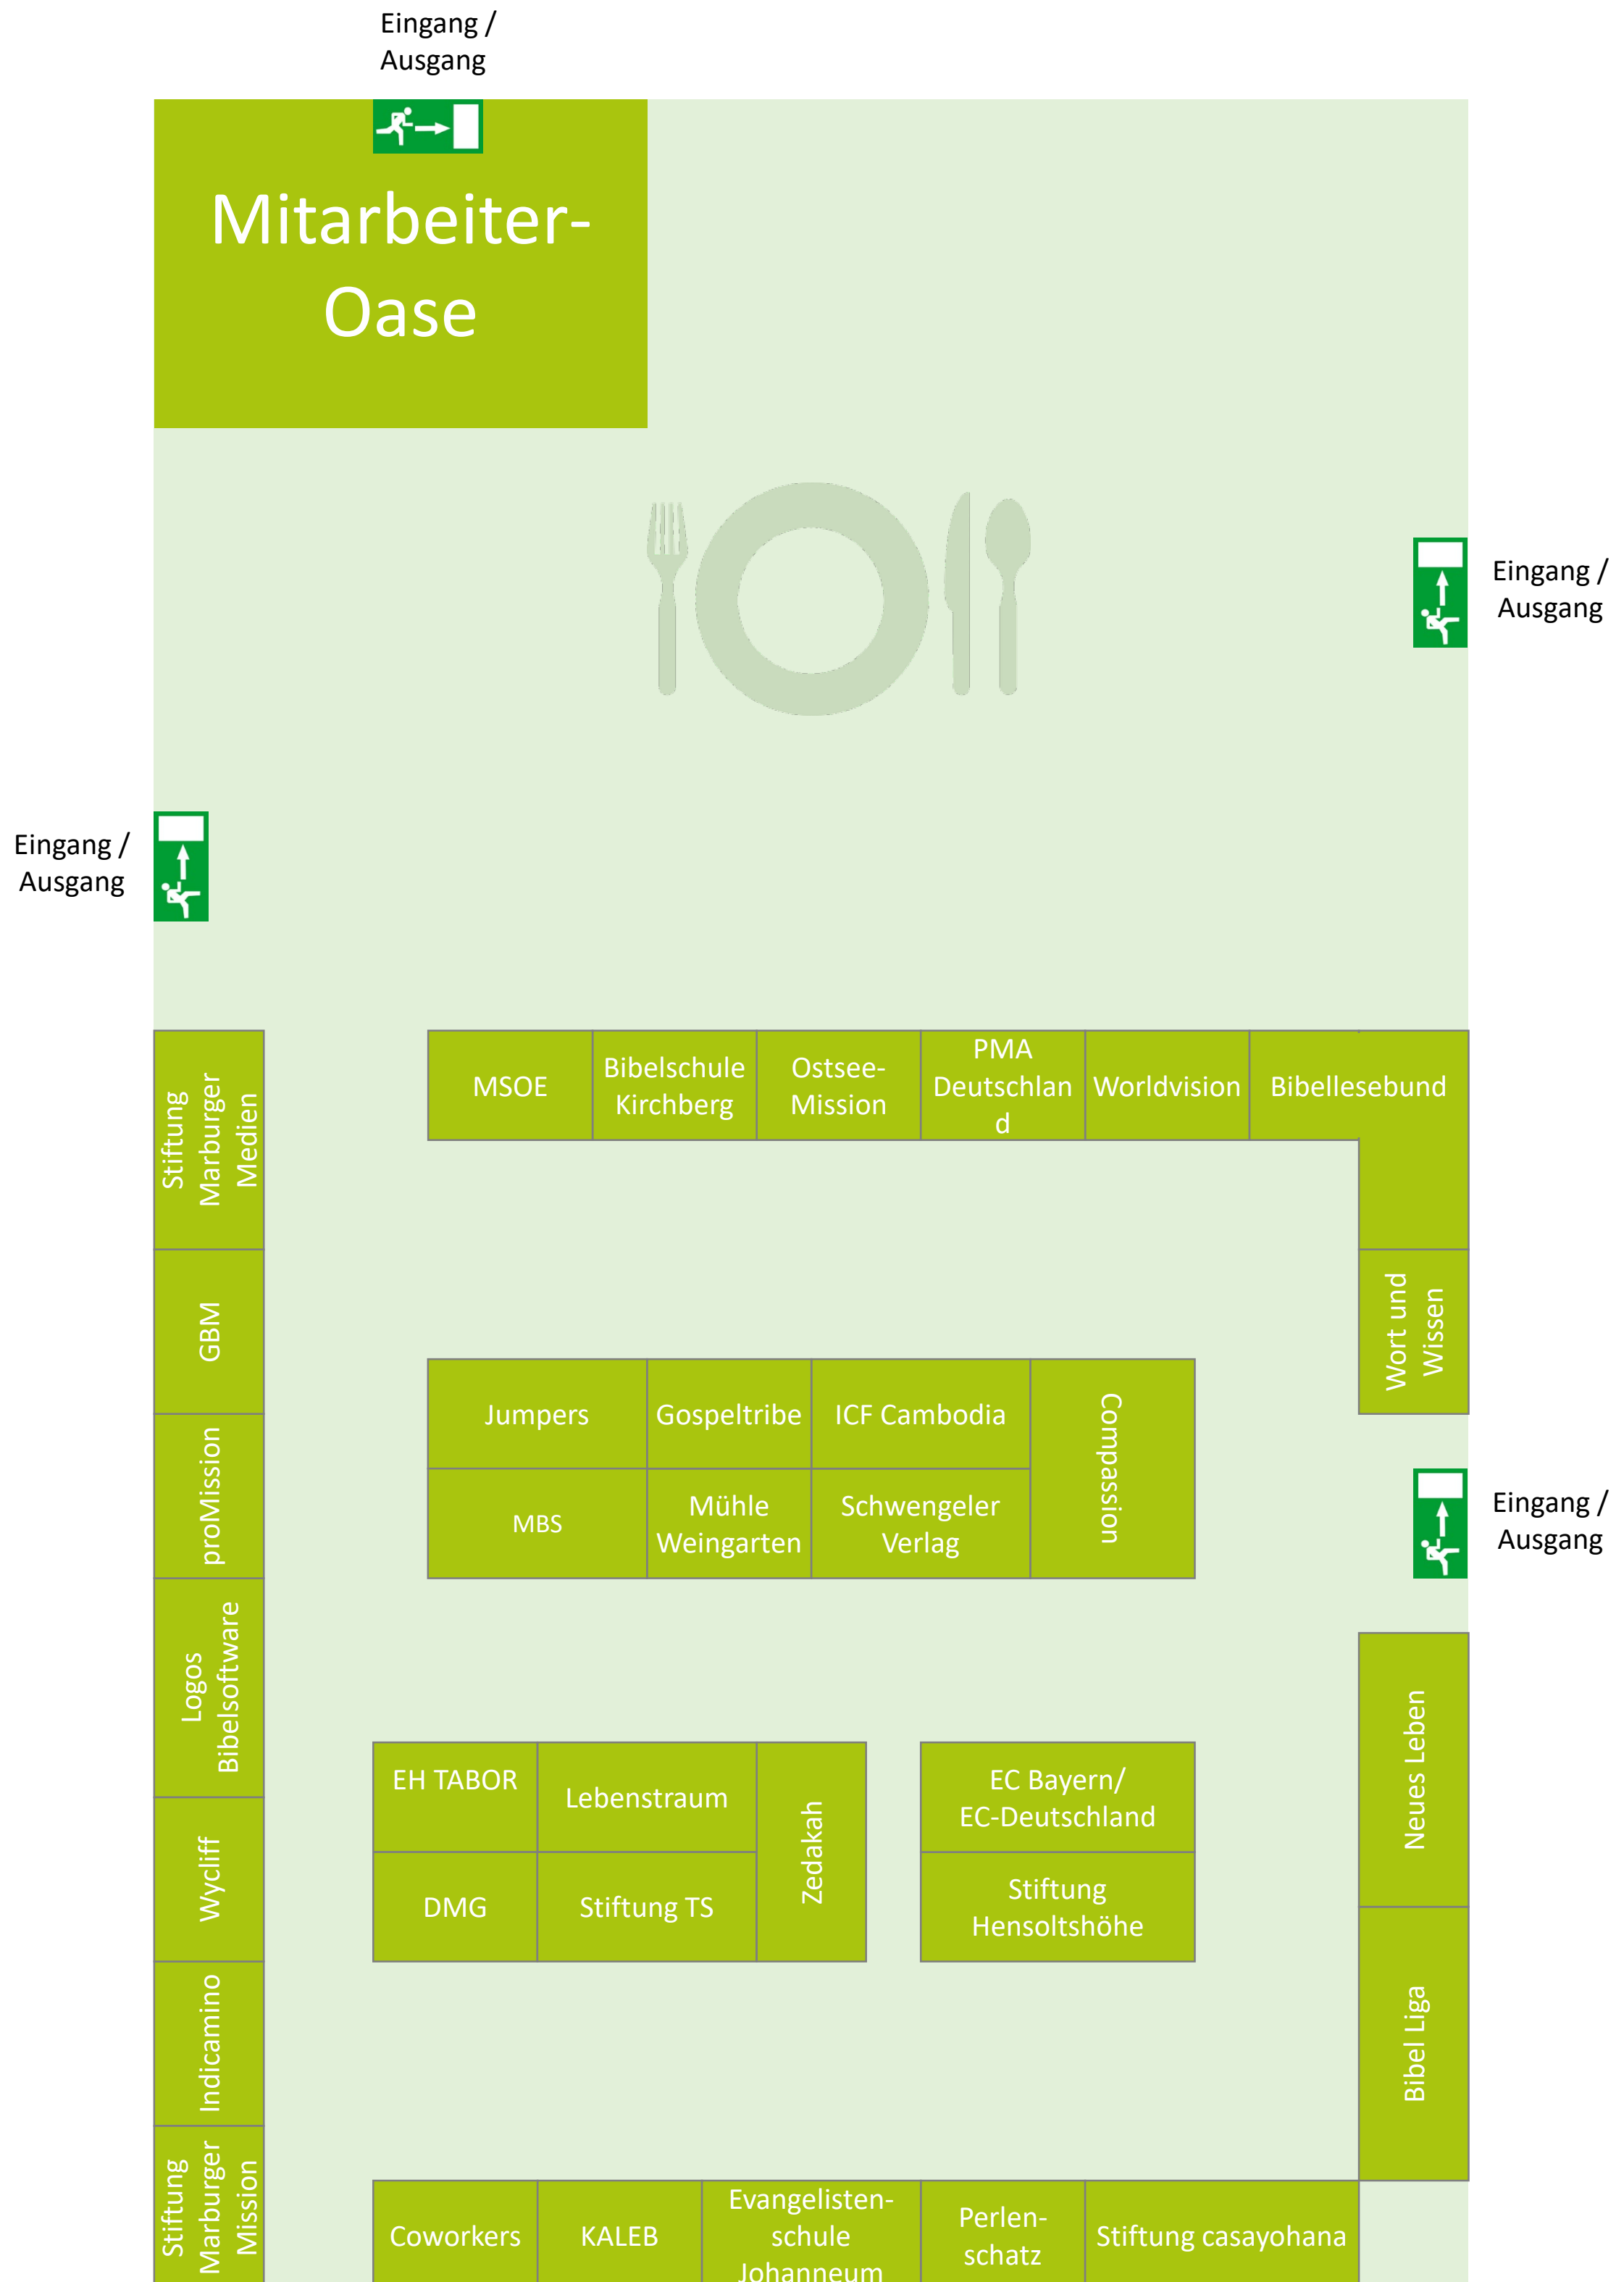 Eingang /
Ausgang
Mitarbeiter-
Oase
Eingang /
Ausgang
Eingang /
Ausgang
Stiftung
Marburger
Medien
MSOE
Bibelschule
Kirchberg
Ostsee-
Mission
PMA
Deutschlan
d
Worldvision
Bibellesebund
GBM
Wort und
Wissen
Jumpers
Gospeltribe
ICF Cambodia
Compassion
proMission
MBS
Mühle
Weingarten
Schwengeler
Verlag
Eingang /
Ausgang
Logos
Bibelsoftware
Neues Leben
EH TABOR
Lebenstraum
Zedakah
EC Bayern/
EC-Deutschland
Wycliff
DMG
Stiftung TS
Stiftung
Hensoltshöhe
Indicamino
Bibel Liga
Stiftung
Marburger
Mission
Coworkers
KALEB
Evangelisten-
schule
Johanneum
Perlen-
schatz
Stiftung casayohana